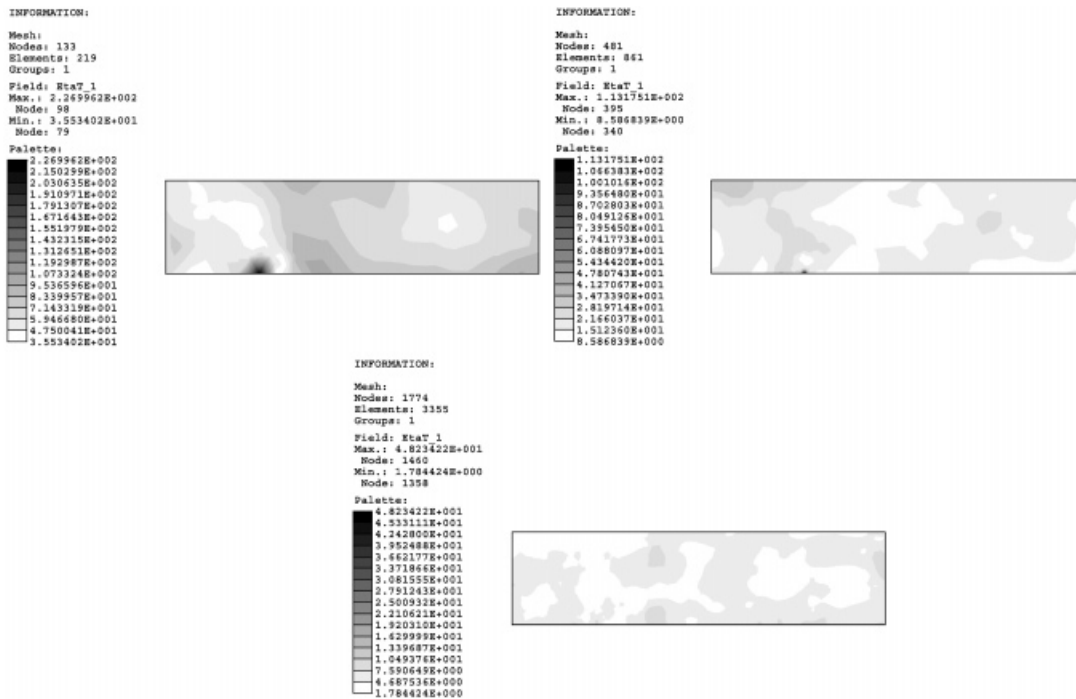 INFORMATION:
Mesh:
Nodes: 133
Elements: 219
Groups: 1
Field: EtaT_1
Max.: 2.269962E+002
Node: 98
Min.: 3.553402E+001
Node: 79
Palette:
2.269962E+002
2.150299E+002
2.030635E+002
1.910971E+002
1.791307E+002
1.671643E+002
1.551979E+002
1.432315E+002
1.312651E+002
1.192987E+002
1.073324E+002
9.536596E+001
8.339957E+001
7.143319E+001
5.946680E+001
4.750041E+001
3.553402E+001
INFORMATION:
Mesh:
Nodes: 481
Elements: 861
Groups: 1
Field: EtaT_1
Max.: 1.131751E+002
Node: 395
Min.: 8.586839E+000
Node: 340
Palette:
1.131751E+002
1.066383E+002
1.001016E+002
9.356480E+001
8.702803E+001
8.049126E+001
7.395450E+001
6.741773E+001
6.088097E+001
5.434420E+001
4.780743E+001
4.127067E+001
3.473390E+001
2.819714E+001
2.166037E+001
1.512360E+001
8.586839E+000
INFORMATION:
Mesh:
Nodes: 1774
Elements: 3355
Groups: 1
Field: EtaT_1
Max.: 4.823422E+001
Node: 1460
Min.: 1.784424E+000
Node: 1358
Palette:
4.823422E+001
4.533111E+001
4.242800E+001
3.952488E+001
3.662177E+001
3.371866E+001
3.081555E+001
2.791243E+001
2.500932E+001
2.210621E+001
1.920310E+001
1.629999E+001
1.339687E+001
1.049376E+001
7.590649E+000
4.687536E+000
1.784424E+000